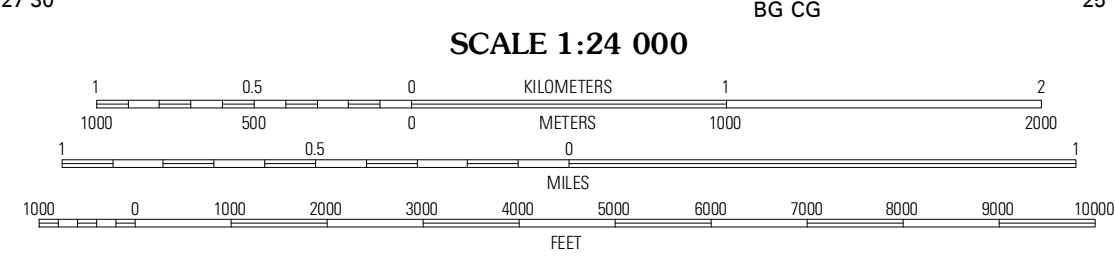 27'30"
BG CG
25'
SCALE 1:24 000
1 0.5 0 KILOMETERS 1 2
1000 500 0 METERS 1000 2000
1 0.5 0 1
MILES
1000 0 1000 2000 3000 4000 5000 6000 7000 8000 9000 10000
FEET